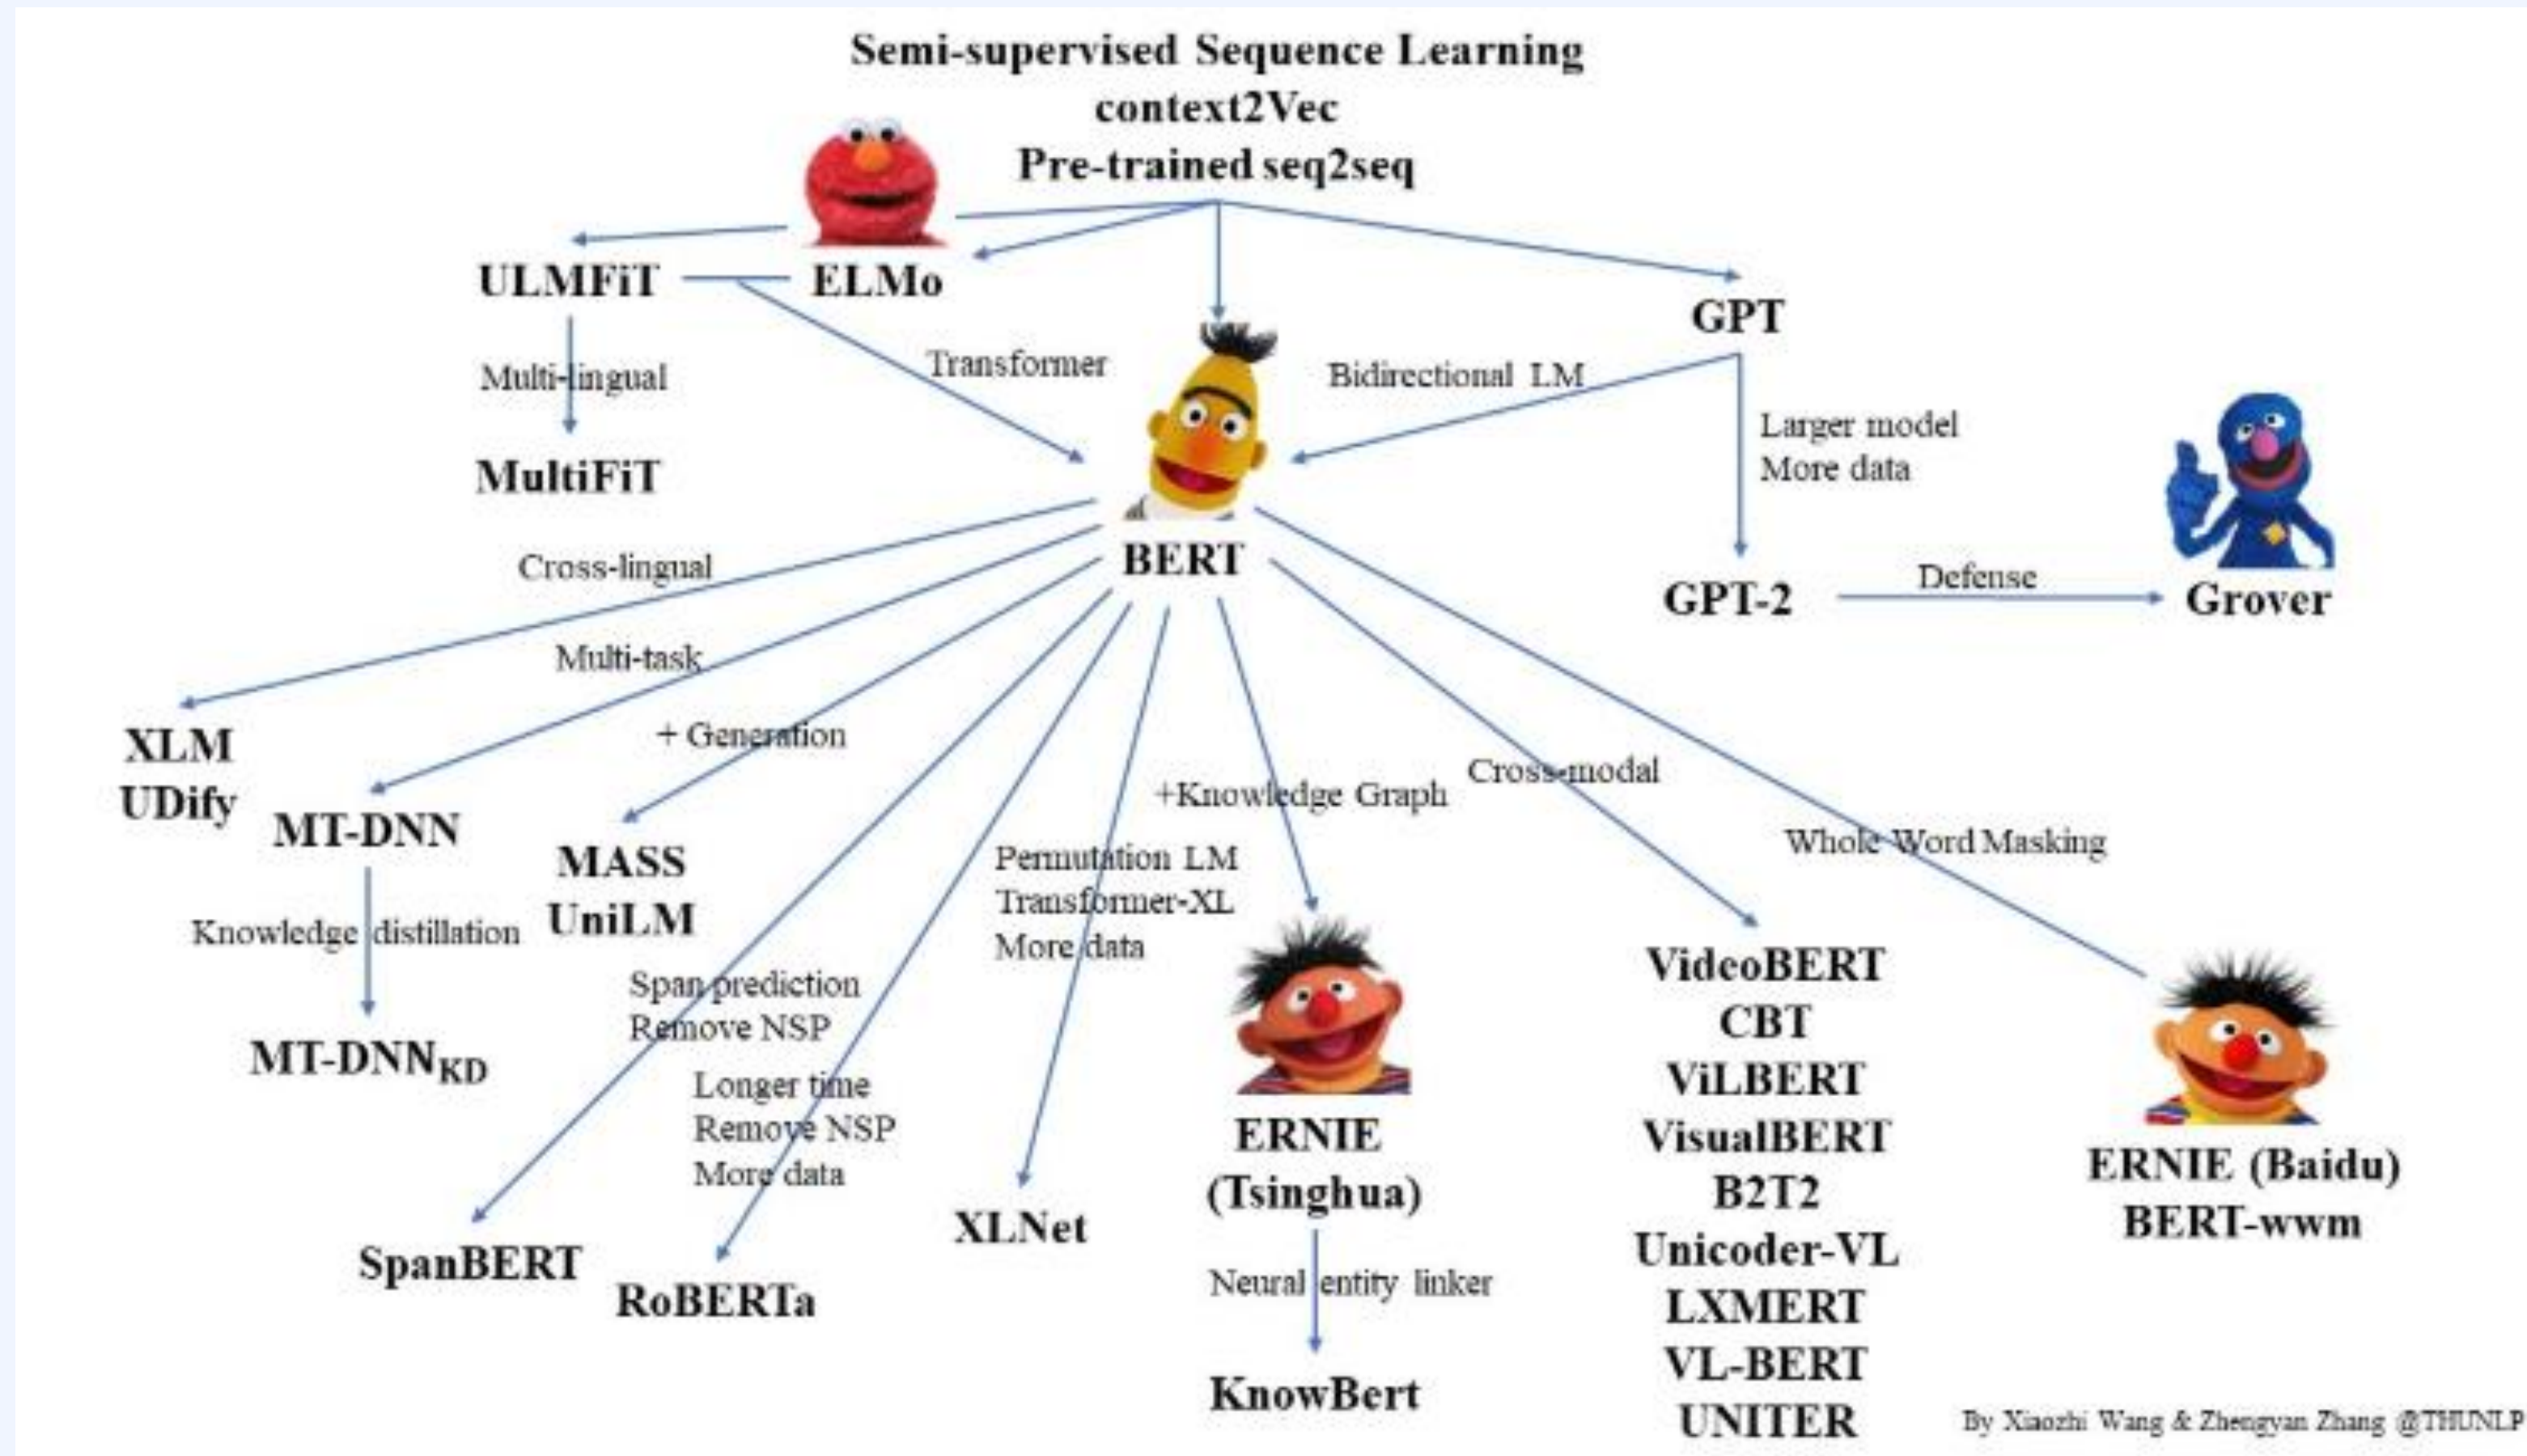 Semi-supervised Sequence Learning
context2Vec
Pre-trained seq2seq
ULMFiT
ELMo
GPT
Multi-lingual
Transformer
Bidirectional LM
Larger model
More data
MultiFiT
BERT
GPT-2
Defense
Grover
Cross-lingual
Multi-task
+ Generation
+Knowledge Graph
Cross-modal
Whole Word Masking
XLM
UDify
MT-DNN
MASS
UniLM
Knowledge distillation
MT-DNNKD
Permutation LM
Transformer-XL
More data
Span prediction
Remove NSP
Longer time
Remove NSP
More data
SpanBERT
RoBERTa
XLNet
ERNIE
(Tsinghua)
Neural entity linker
KnowBert
VideoBERT
CBT
ViLBERT
VisualBERT
B2T2
Unicoder-VL
LXMERT
VL-BERT
UNITER
ERNIE (Baidu)
BERT-wwm
By Xiaozhi Wang & Zhengyan Zhang @THUNLP